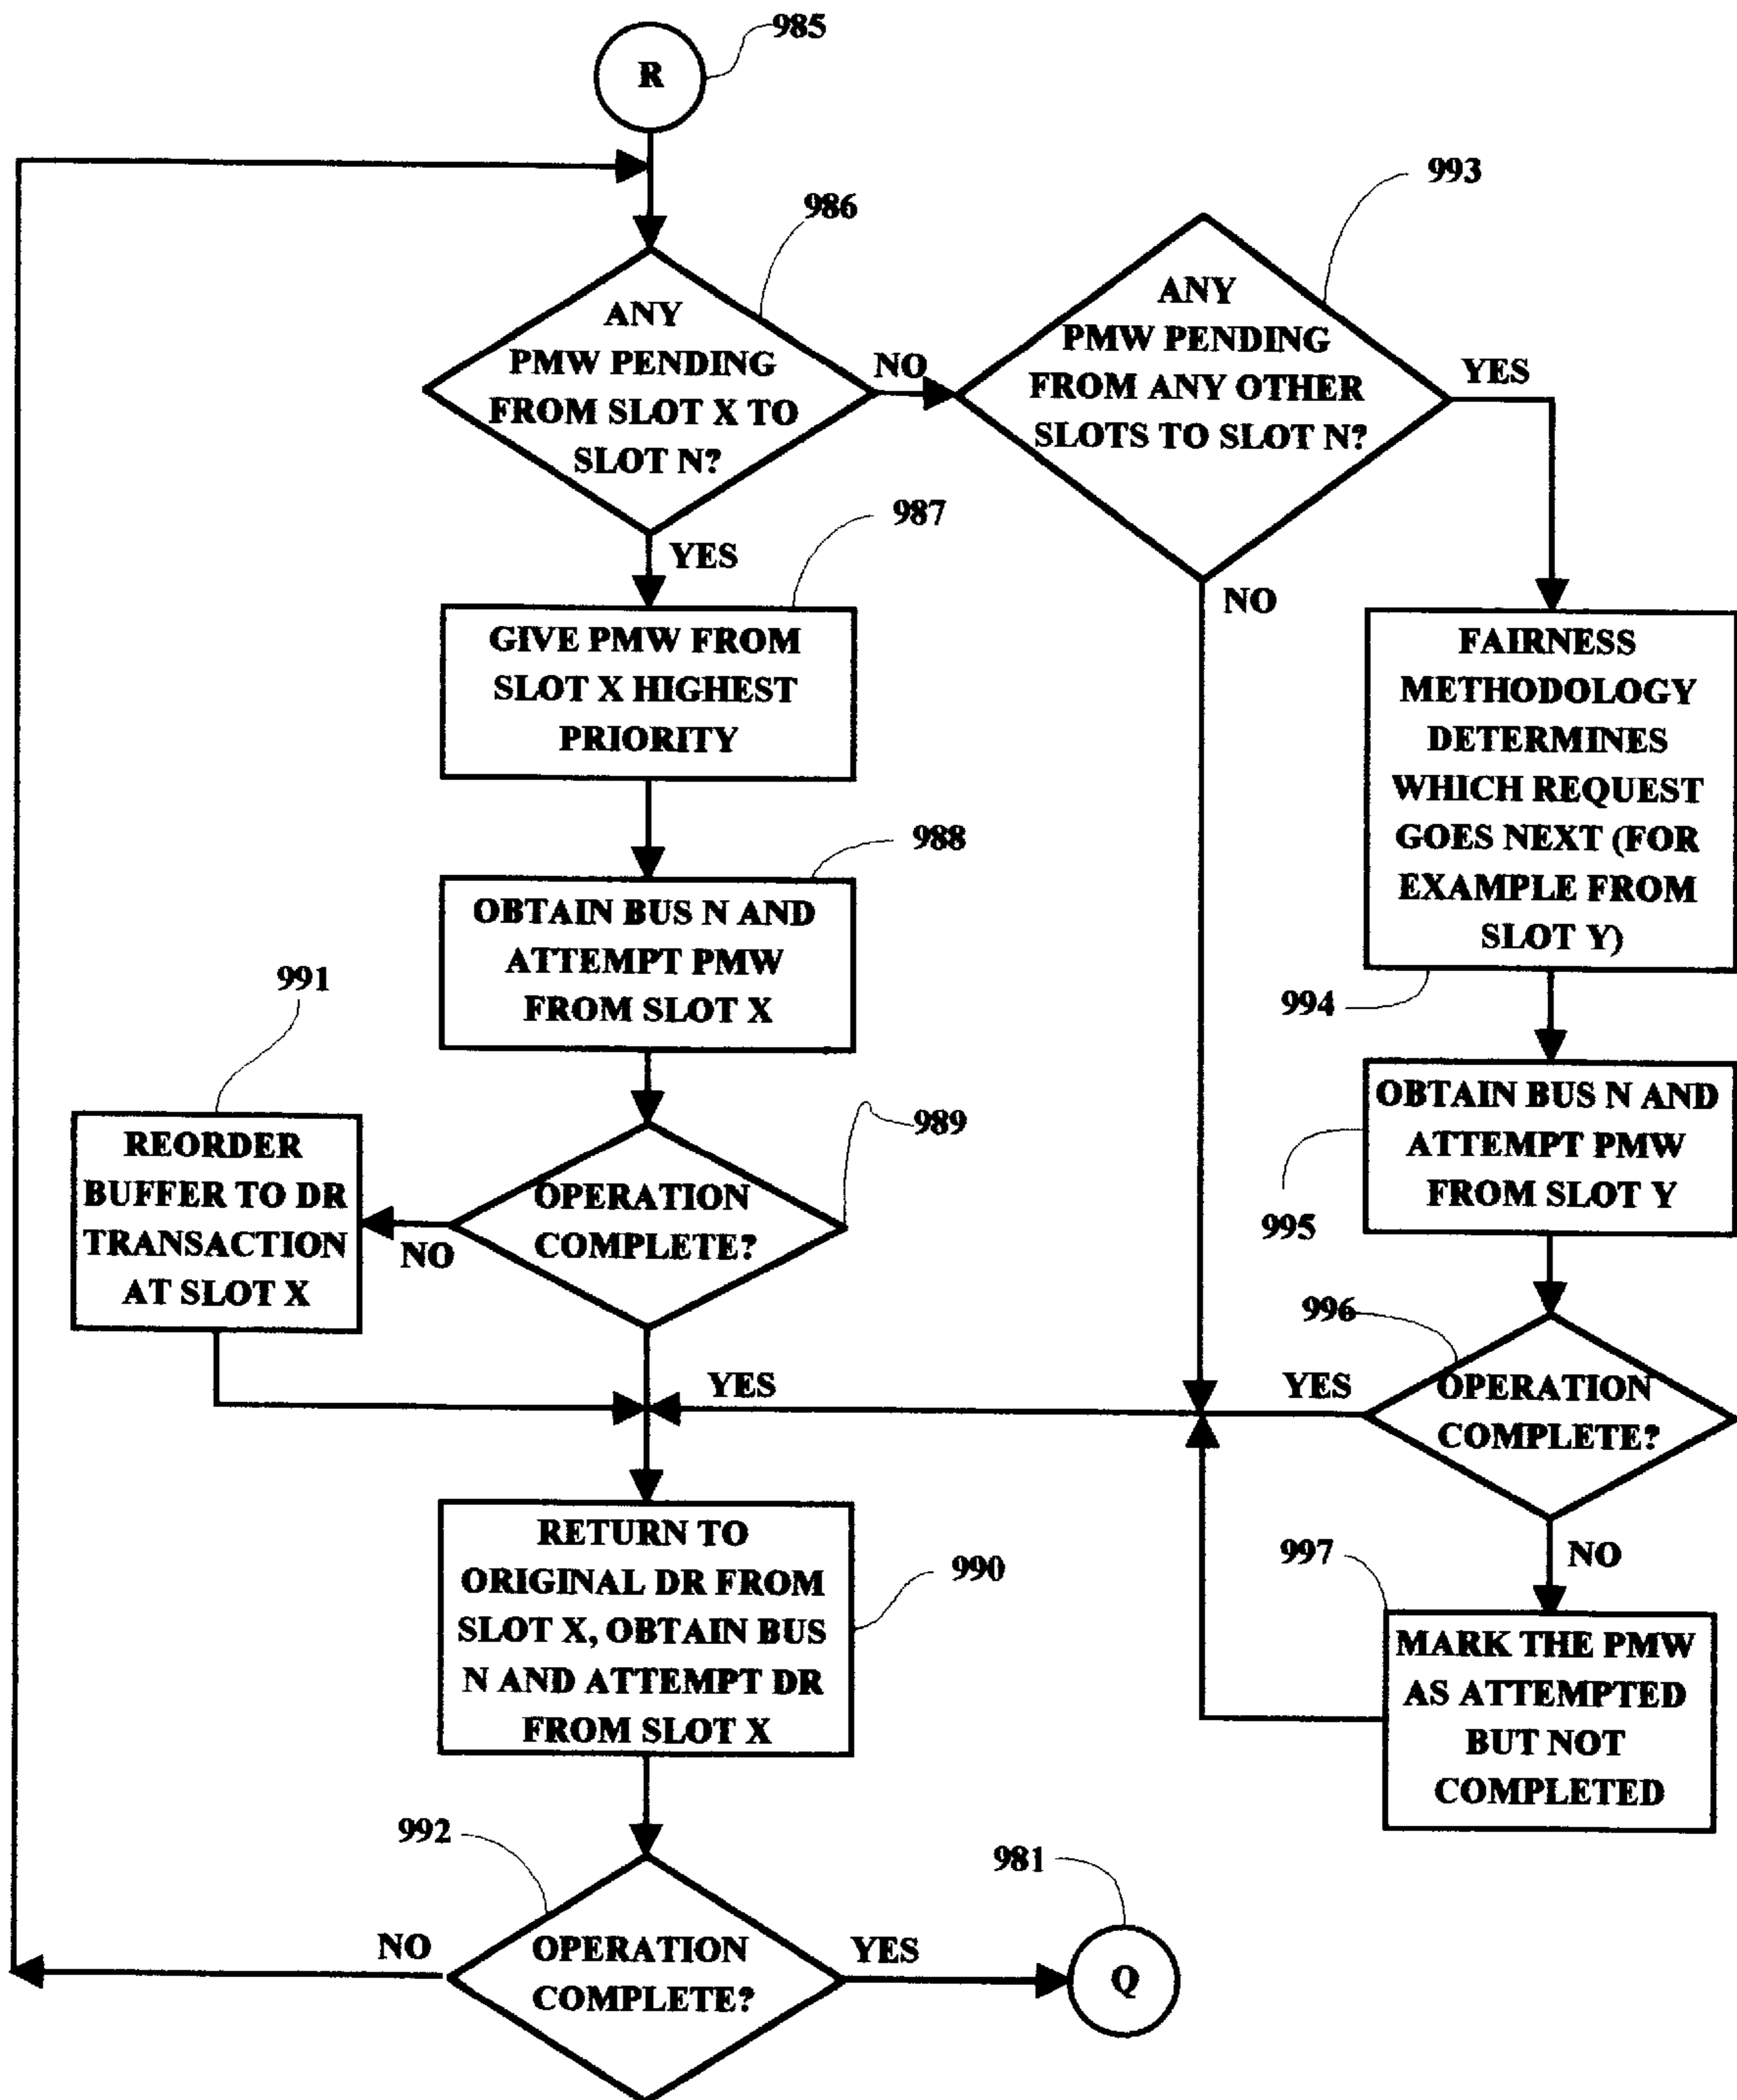 985
R
993
986
ANY
PMW PENDING
FROM SLOT X TO
SLOT N?
NO
ANY
PMW PENDING
FROM ANY OTHER
SLOTS TO SLOT N?
YES
987
YES
NO
GIVE PMW FROM
SLOT X HIGHEST
PRIORITY
FAIRNESS
METHODOLOGY
DETERMINES
WHICH REQUEST
GOES NEXT (FOR
EXAMPLE FROM
SLOT Y)
988
OBTAIN BUS N AND
ATTEMPT PMW
FROM SLOT X
991
994
989
OBTAIN BUS N AND
ATTEMPT PMW
FROM SLOT Y
995
REORDER
BUFFER TO DR
TRANSACTION
AT SLOT X
NO
OPERATION
COMPLETE?
996
YES
YES
OPERATION
COMPLETE?
RETURN TO
ORIGINAL DR FROM
SLOT X, OBTAIN BUS
N AND ATTEMPT DR
FROM SLOT X
990
997
NO
MARK THE PMW
AS ATTEMPTED
BUT NOT
COMPLETED
992
981
NO
OPERATION
COMPLETE?
YES
Q